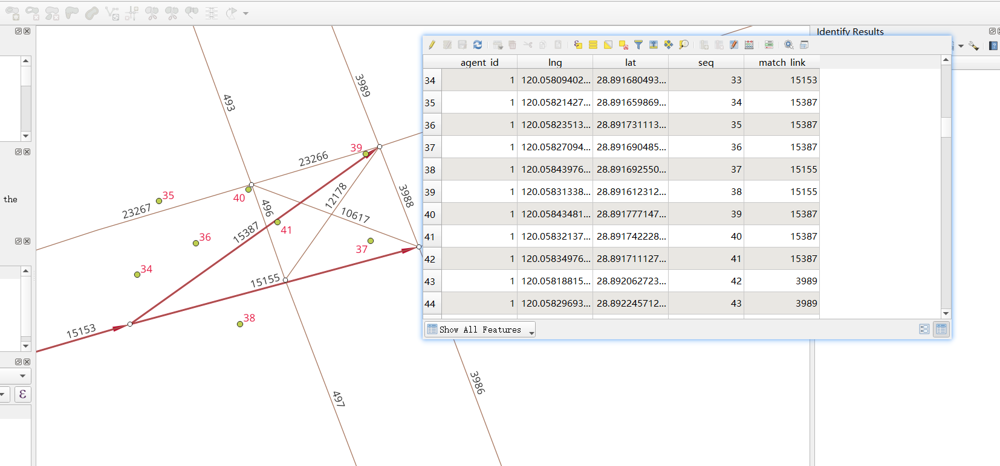 Identify Results
the
agent_id lng lat seq match_link
34 1 120.05809402... 28.891680493... 33 15153
35 1 120.05821427... 28.891659869... 34 15387
36 1 120.05823513... 28.891731113... 35 15387
37 1 120.05827094... 28.891690485... 36 15387
38 1 120.05843976... 28.891692550... 37 15155
39 1 120.05831338... 28.891612312... 38 15155
40 1 120.05843481... 28.891777147... 39 15387
41 1 120.05832137... 28.891742228... 40 15387
42 1 120.05834976... 28.891711127... 41 15387
43 1 120.05818815... 28.892062723... 42 3989
44 1 120.05829693... 28.892245712... 43 3989
Show All Features
3989
493
39
23266
35
40
23267
496
12178
3988
10617
41
15387
36
37
34
15155
38
15153
497
3986
ε